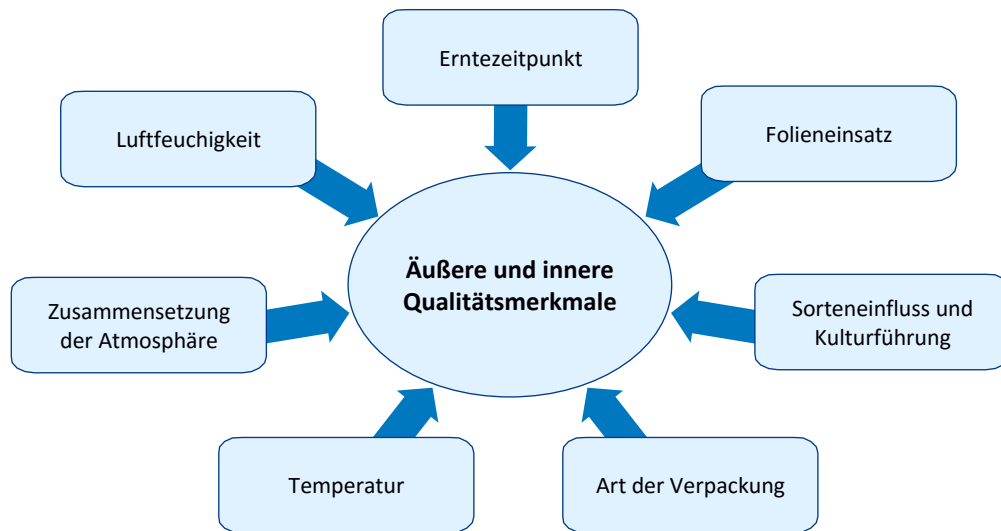 Erntezeitpunkt
Luftfeuchigkeit
Folieneinsatz
Äußere und innere
Qualitätsmerkmale
Zusammensetzung
der Atmosphäre
Sorteneinfluss und
Kulturführung
Temperatur
Art der Verpackung